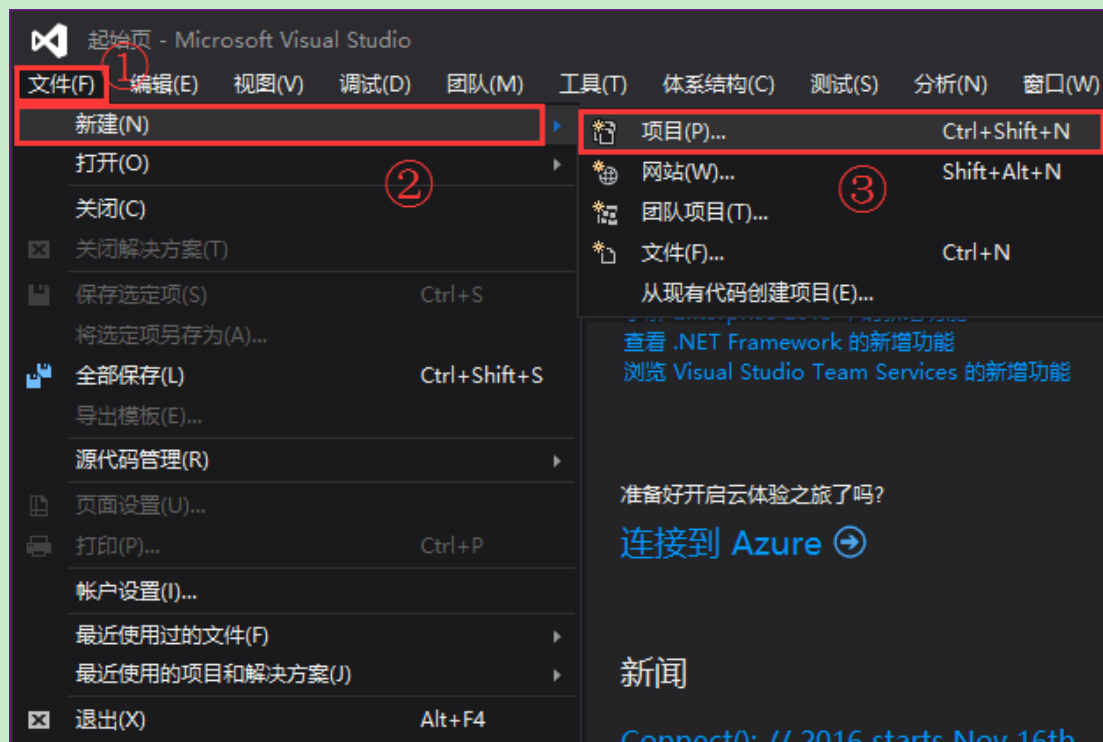 起始页 - Microsoft Visual Studio
①
文件(F) 编辑(E) 视图(V) 调试(D) 团队(M) 工具(T) 体系结构(C) 测试(S) 分析(N) 窗口(W)
新建(N)
打开(O)
②
关闭(C)
关闭解决方案(T)
保存选定项(S) Ctrl+S
将选定项另存为(A)...
全部保存(L) Ctrl+Shift+S
导出模板(E)...
源代码管理(R)
页面设置(U)...
打印(P)... Ctrl+P
帐户设置(I)...
最近使用过的文件(F)
最近使用的项目和解决方案(J)
退出(X) Alt+F4
项目(P)... Ctrl+Shift+N
网站(W)... Shift+Alt+N
③
团队项目(T)...
文件(F)... Ctrl+N
从现有代码创建项目(E)...
查看 .NET Framework 的新增功能
浏览 Visual Studio Team Services 的新增功能
准备好开启云体验之旅了吗?
连接到 Azure
新闻
Connect(); // 2016 starts Nov 16th